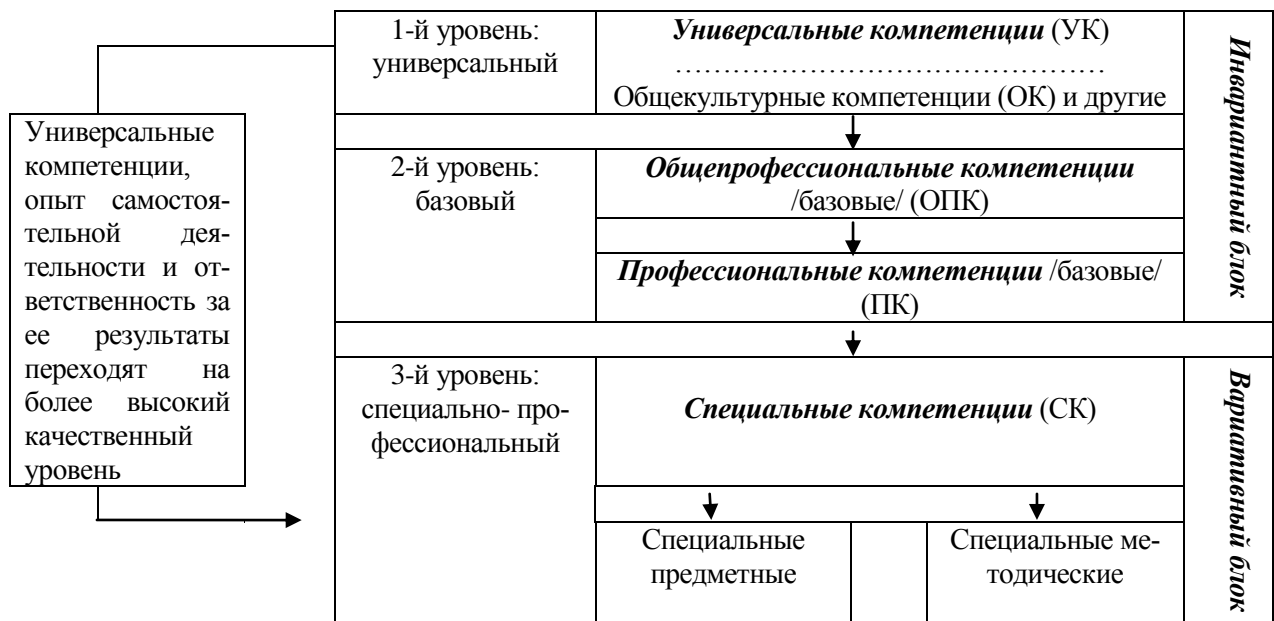 1-й уровень:
универсальный
Универсальные компетенции (УК)
…………………………………………
Общекультурные компетенции (ОК) и другие
Инвариантный блок
Универсальные
компетенции,
опыт самостоя-
тельной дея-
тельности и от-
ветственность за
ее результаты
переходят на
более высокий
качественный
уровень
2-й уровень:
базовый
Общепрофессиональные компетенции
/базовые/ (ОПК)
Профессиональные компетенции /базовые/
(ПК)
3-й уровень:
специально- про-
фессиональный
Специальные компетенции (СК)
Вариативный блок
Специальные
предметные
Специальные ме-
тодические